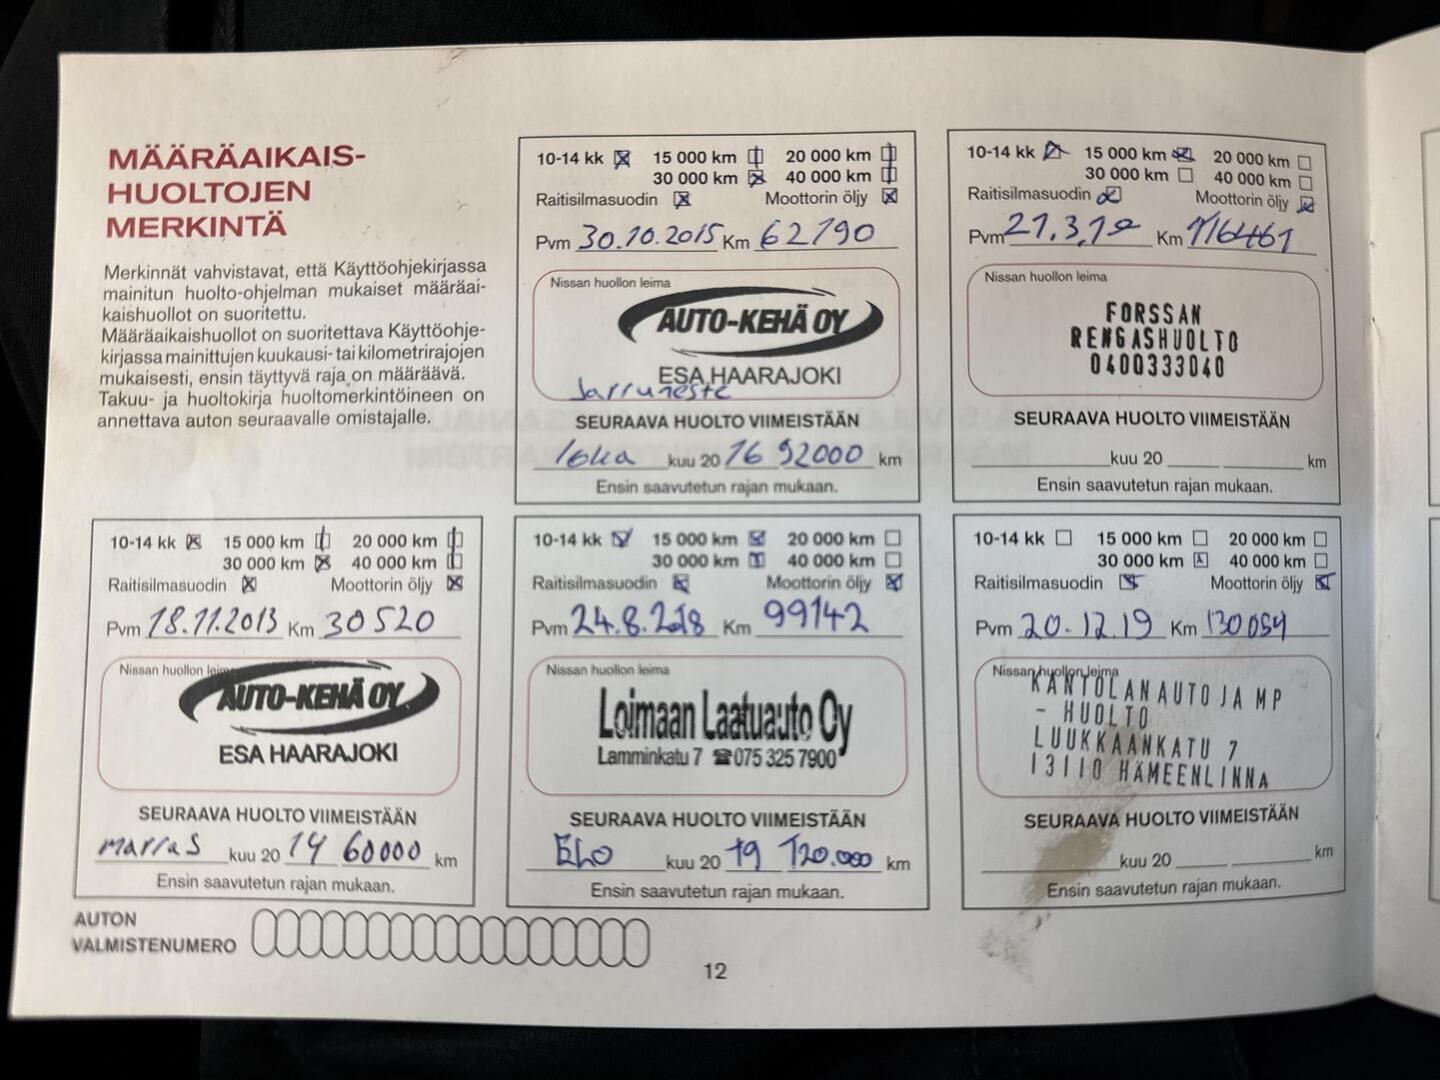 MÄÄRÄAIKAIS-
HUOLTOJEN
MERKINTÄ
Merkinnät vahvistavat, että Käyttöohjekirjassa
mainitun huolto-ohjelman mukaiset määräai-
kaishuollot on suoritettu.
Määräaikaishuollot on suoritettava Käyttöohje-
kirjassa mainittujen kuukausi- tai kilometrirajojen
mukaisesti, ensin täyttyvä raja on määräävä.
Takuu- ja huoltokirja huoltomerkintöineen on
annettava auton seuraavalle omistajalle.
10-14 kk 15 000 km 20 000 km
30 000 km 40 000 km
Raitisilmasuodin Moottorin öljy
Pvm 18.11.2013 Km 30520
Nissan huollon leima
AUTO-KEHÄ OY
ESA HAARAJOKI
SEURAAVA HUOLTO VIIMEISTÄÄN
marras kuu 20 14 60000 km
Ensin saavutetun rajan mukaan.
10-14 kk 15 000 km 20 000 km
30 000 km 40 000 km
Raitisilmasuodin Moottorin öljy
Pvm 30.10.2015 Km 62790
Nissan huollon leima
AUTO-KEHÄ OY
ESA HAARAJOKI
Jarruneste
SEURAAVA HUOLTO VIIMEISTÄÄN
loka kuu 20 16 92000 km
Ensin saavutetun rajan mukaan.
10-14 kk 15 000 km 20 000 km
30 000 km 40 000 km
Raitisilmasuodin Moottorin öljy
Pvm 24.8.2018 Km 99142
Nissan huollon leima
Loimaan Laatuauto Oy
Lamminkatu 7 ☎075 325 7900
SEURAAVA HUOLTO VIIMEISTÄÄN
Elo kuu 20 19 120.000 km
Ensin saavutetun rajan mukaan.
10-14 kk 15 000 km 20 000 km
30 000 km 40 000 km
Raitisilmasuodin Moottorin öljy
Pvm 21.3.19 Km 116461
Nissan huollon leima
FORSSAN
RENGASHUOLTO
0400333040
SEURAAVA HUOLTO VIIMEISTÄÄN
kuu 20 km
Ensin saavutetun rajan mukaan.
10-14 kk 15 000 km 20 000 km
30 000 km 40 000 km
Raitisilmasuodin Moottorin öljy
Pvm 20.12.19 Km 130054
Nissan huollon leima
KANTOLAN AUTO JA MP
- HUOLTO
LUUKKAANKATU 7
13110 HÄMEENLINNA
SEURAAVA HUOLTO VIIMEISTÄÄN
kuu 20 km
Ensin saavutetun rajan mukaan.
AUTON
VALMISTENUMERO
12